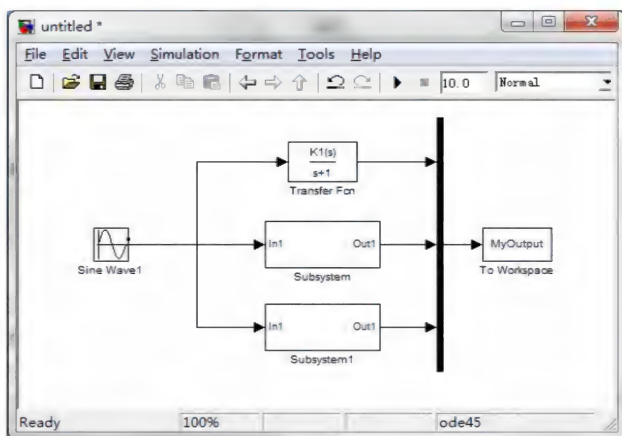 untitled *
File Edit View Simulation Format Tools Help
10.0 Normal
K1(s)
s+1
Transfer Fcn
Sine Wave1
In1 Out1
Subsystem
MyOutput
To Workspace
In1 Out1
Subsystem1
Ready 100% ode45